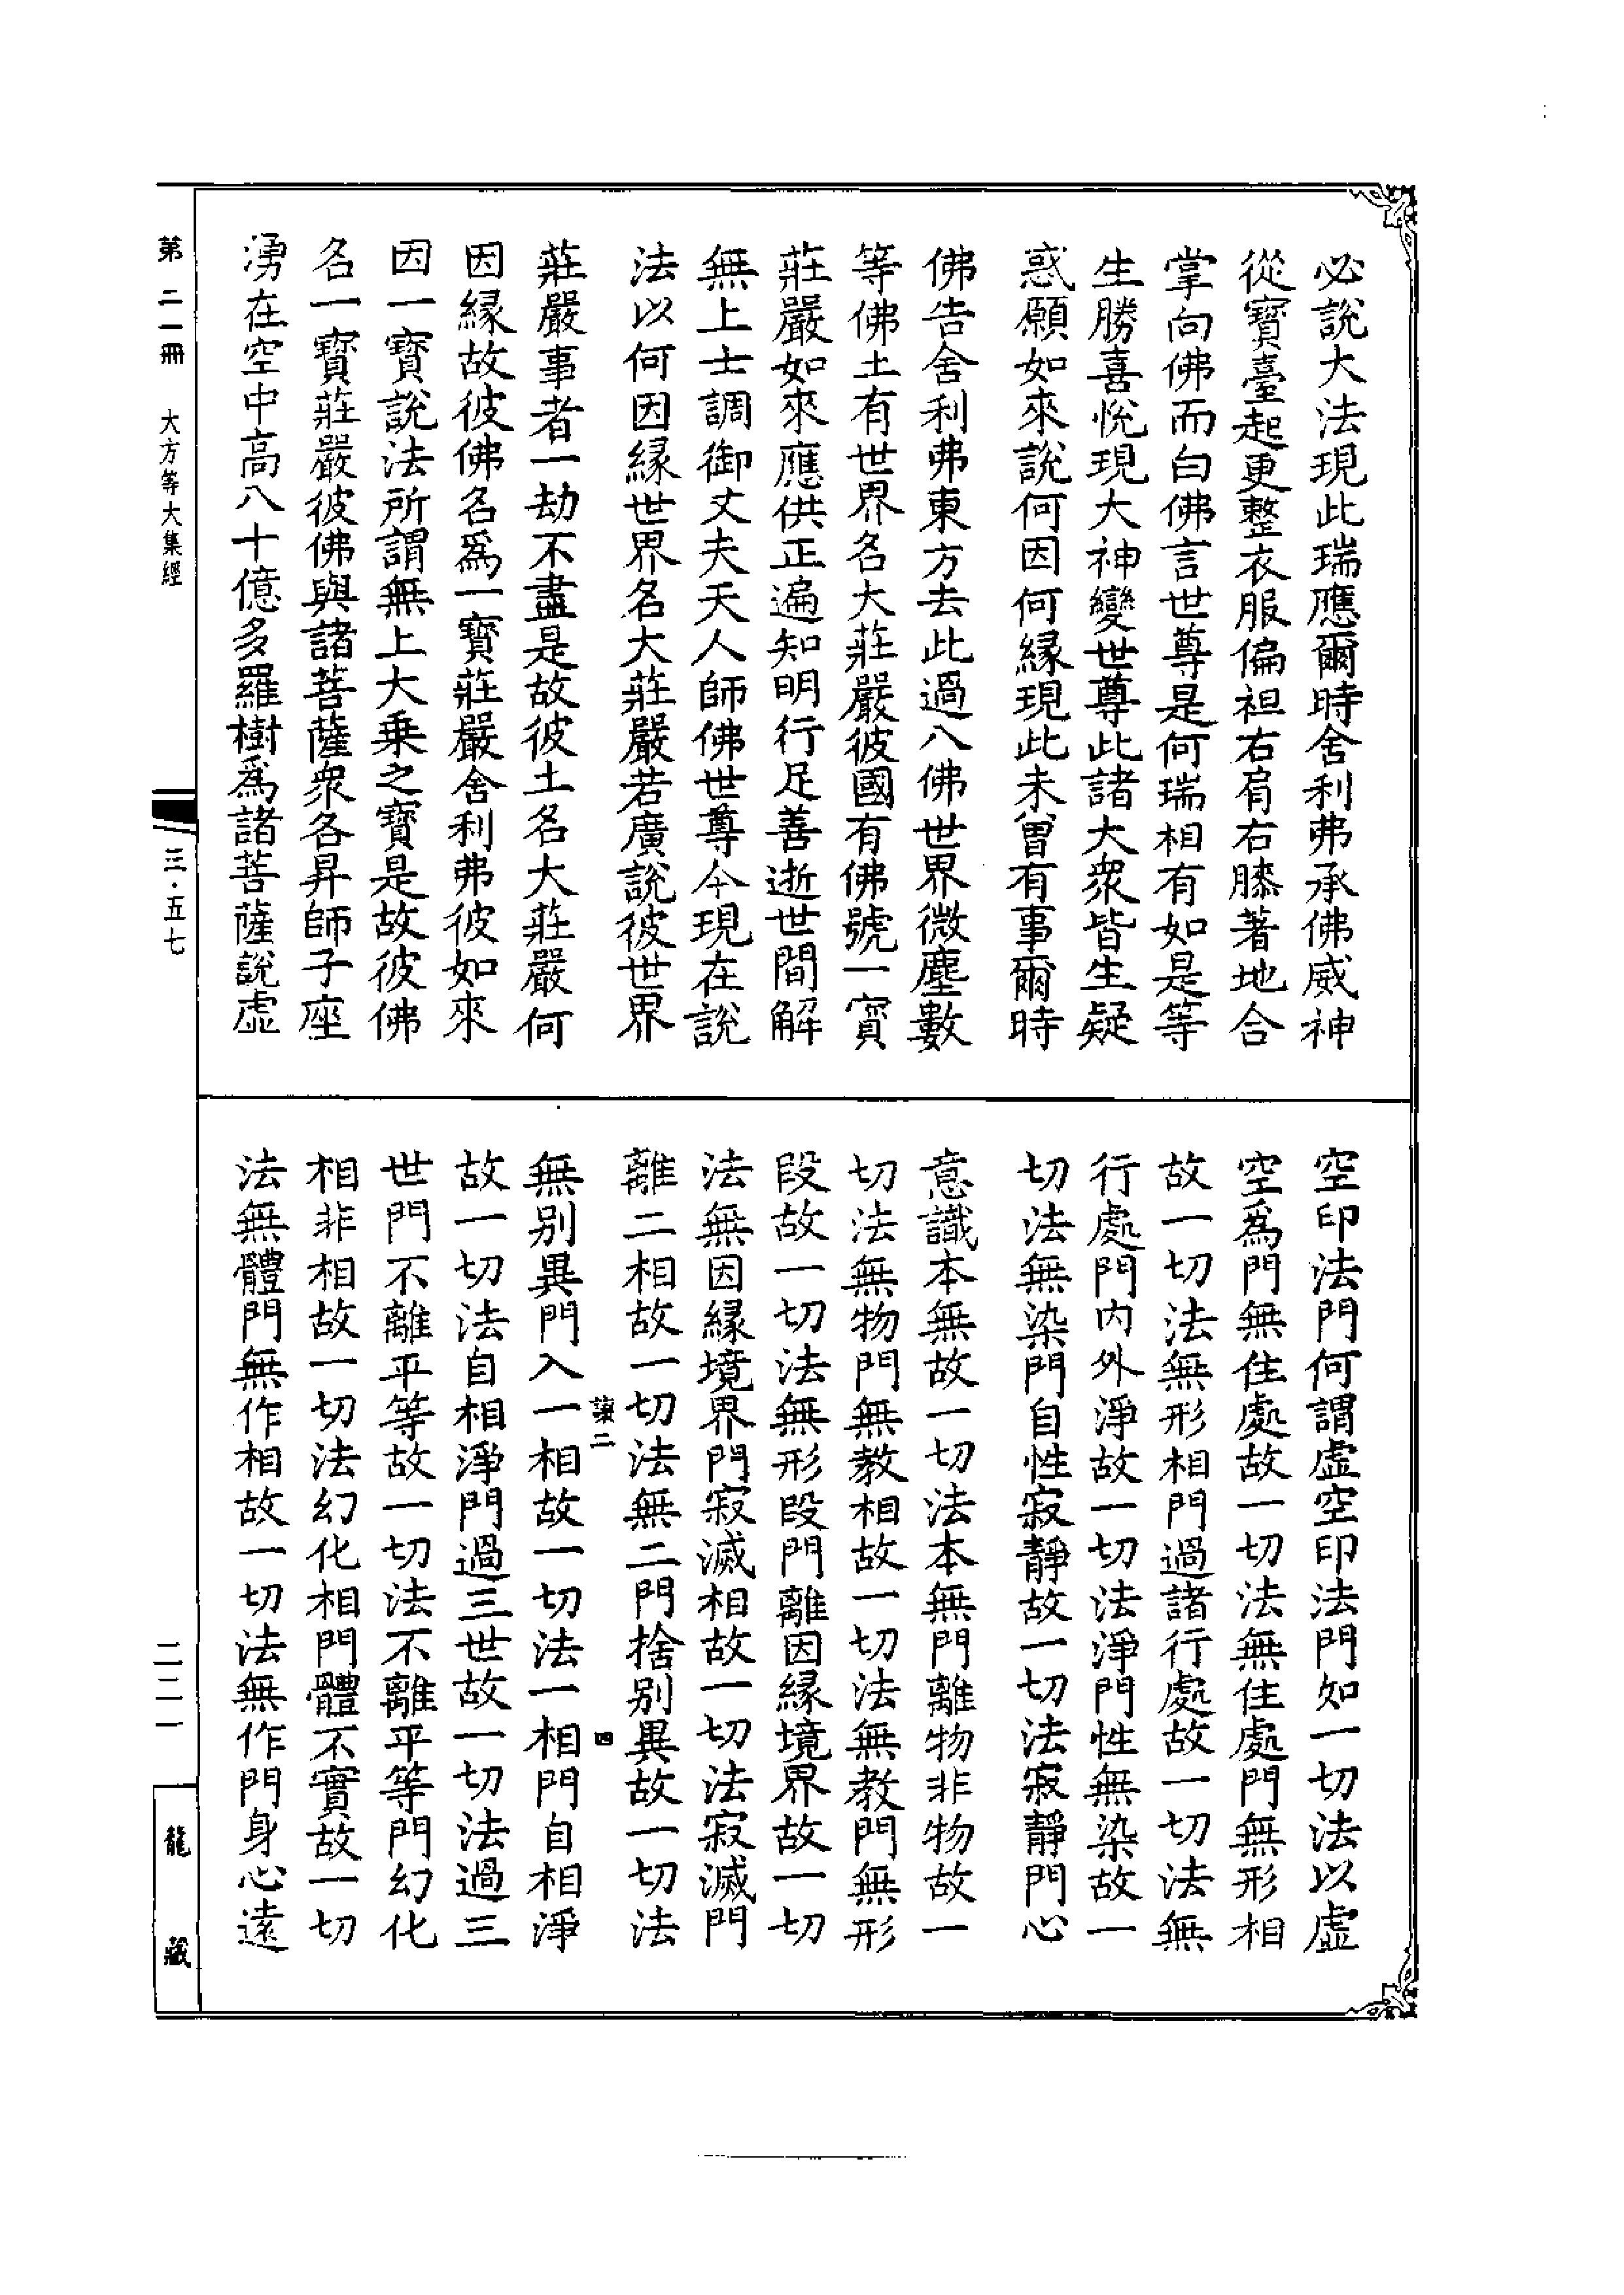 必說大法現此瑞應爾時舍利弗承佛威神
從寶臺起更整衣服偏袒右肩右膝著地合
掌向佛而白佛言世尊是何瑞相有如是等
生勝喜悅現大神變世尊此諸大衆皆生疑
惑願如來說何因何緣現此未曾有事爾時
佛告舍利弗東方去此過八佛世界微塵數
等佛土有世界名大莊嚴彼國有佛號一寶
莊嚴如來應供正遍知明行足善逝世間解
無上士調御丈夫天人師佛世尊今現在說
法以何因緣世界名大莊嚴若廣說彼世界
莊嚴事者一劫不盡是故彼土名大莊嚴何
因緣故彼佛名爲一寶莊嚴舍利弗彼如來
因一寶說法所謂無上大乘之寶是故彼佛
名一寶莊嚴彼佛與諸菩薩衆各昇師子座
湧在空中高八十億多羅樹爲諸菩薩說虛
空印法門何謂虛空印法門如一切法以虛
空爲門無住處故一切法無住處門無形相
故一切法無形相門過諸行處故一切法無
行處門內外淨故一切法淨門性無染故一
切法無染門自性寂靜故一切法寂靜門心
意識本無故一切法本無門離物非物故一
切法無物門無教相故一切法無教門無形
段故一切法無形段門離因緣境界故一切
法無因緣境界門寂滅相故一切法寂滅門
離二相故一切法無二門捨别異故一切法
讓二 四
無别異門入一相故一切法一相門自相淨
故一切法自相淨門過三世故一切法過三
世門不離平等故一切法不離平等門幻化
相非相故一切法幻化相門體不實故一切
法無體門無作相故一切法無作門身心遠
第二一冊 大方等大集經
三·五七
二二一
龍藏